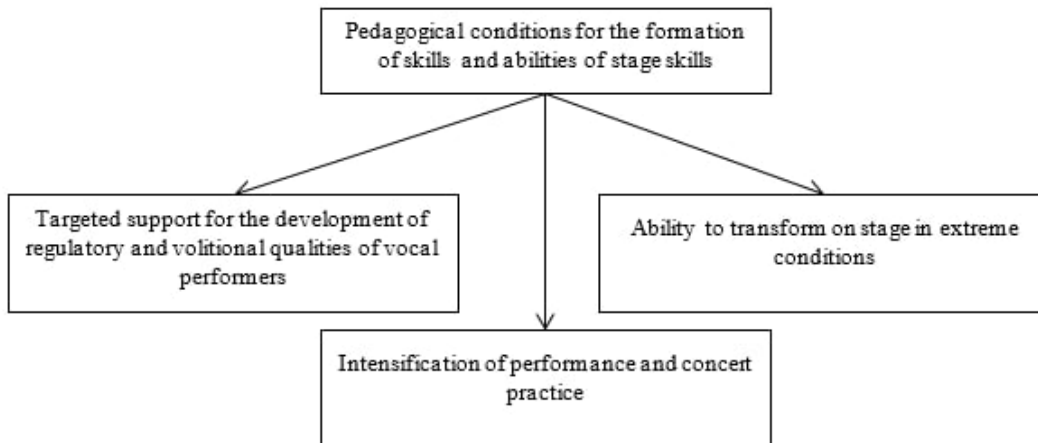 Pedagogical conditions for the formation
of skills and abilities of stage skills
Targeted support for the development of
regulatory and volitional qualities of vocal
performers
Ability to transform on stage in extreme
conditions
Intensification of performance and concert
practice